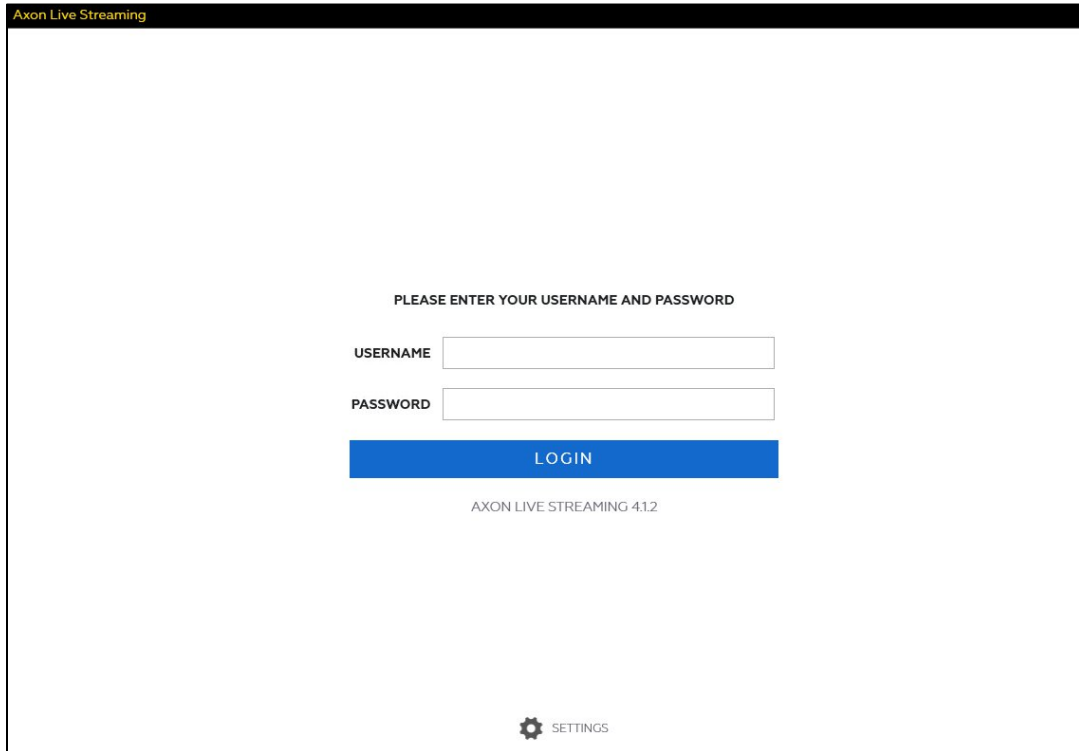 Axon Live Streaming
PLEASE ENTER YOUR USERNAME AND PASSWORD
USERNAME
PASSWORD
LOGIN
AXON LIVE STREAMING 4.1.2
SETTINGS